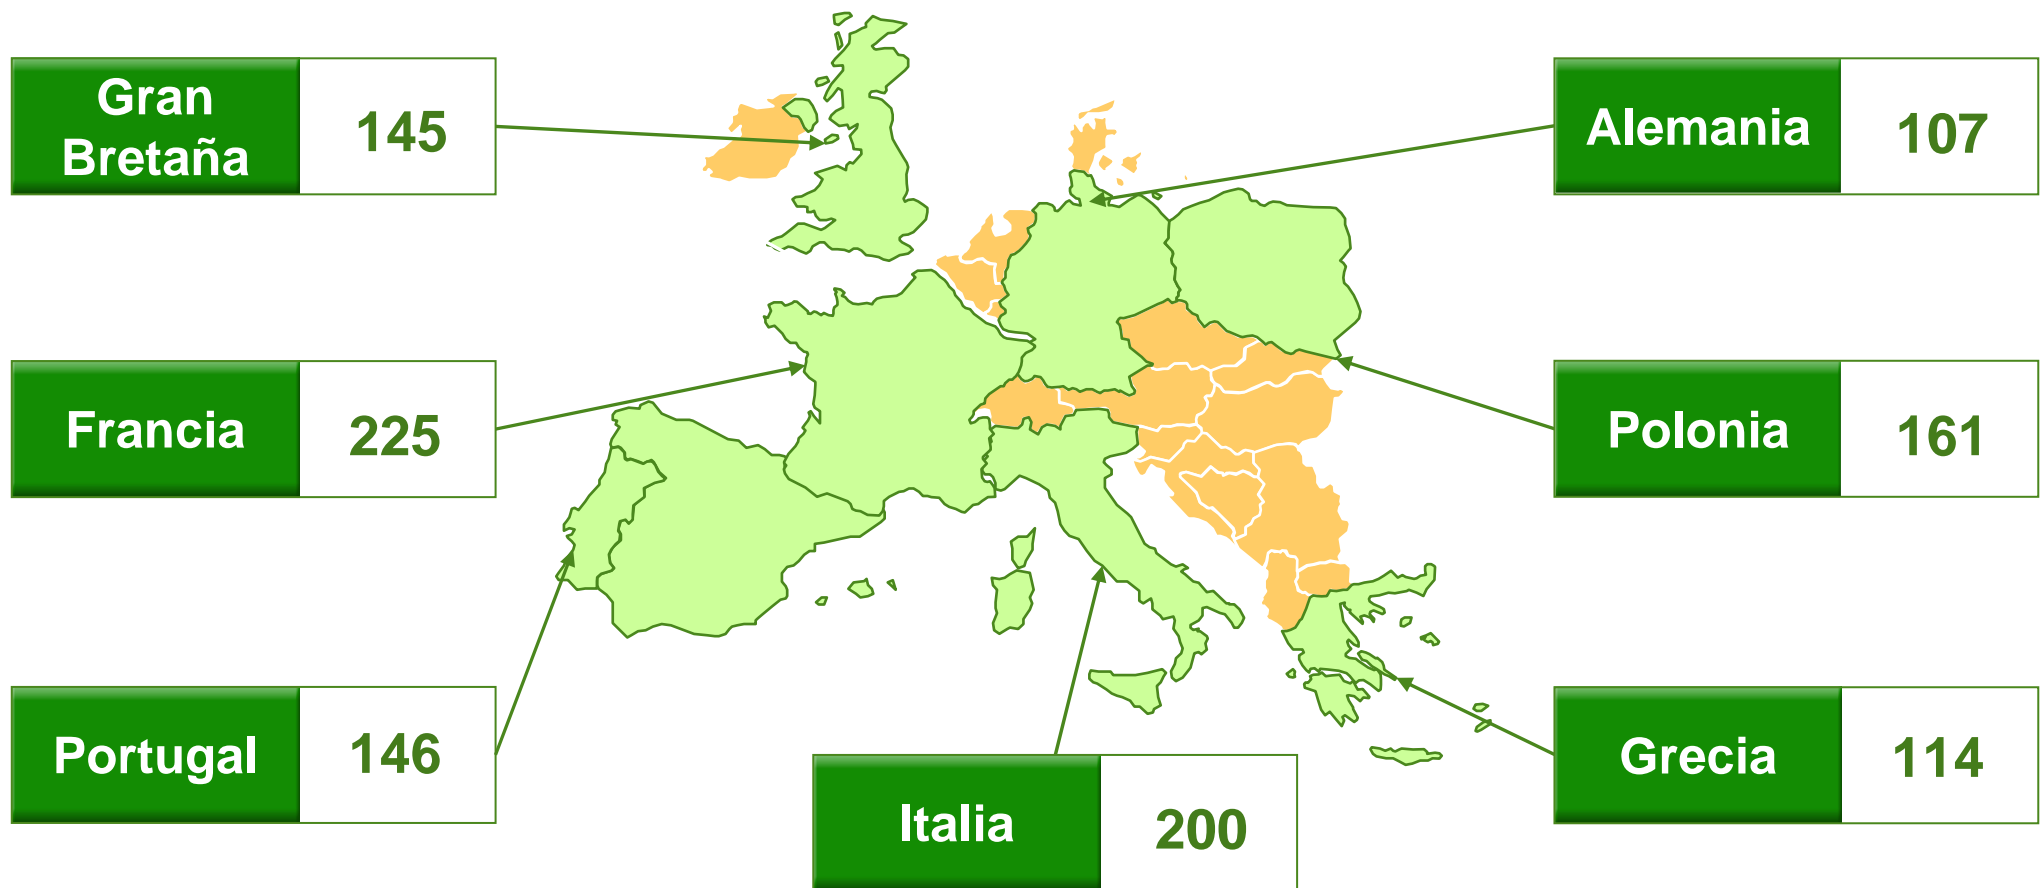 Gran
Bretaña
145
Alemania
107
Francia
225
Polonia
161
Portugal
146
Italia
200
Grecia
114